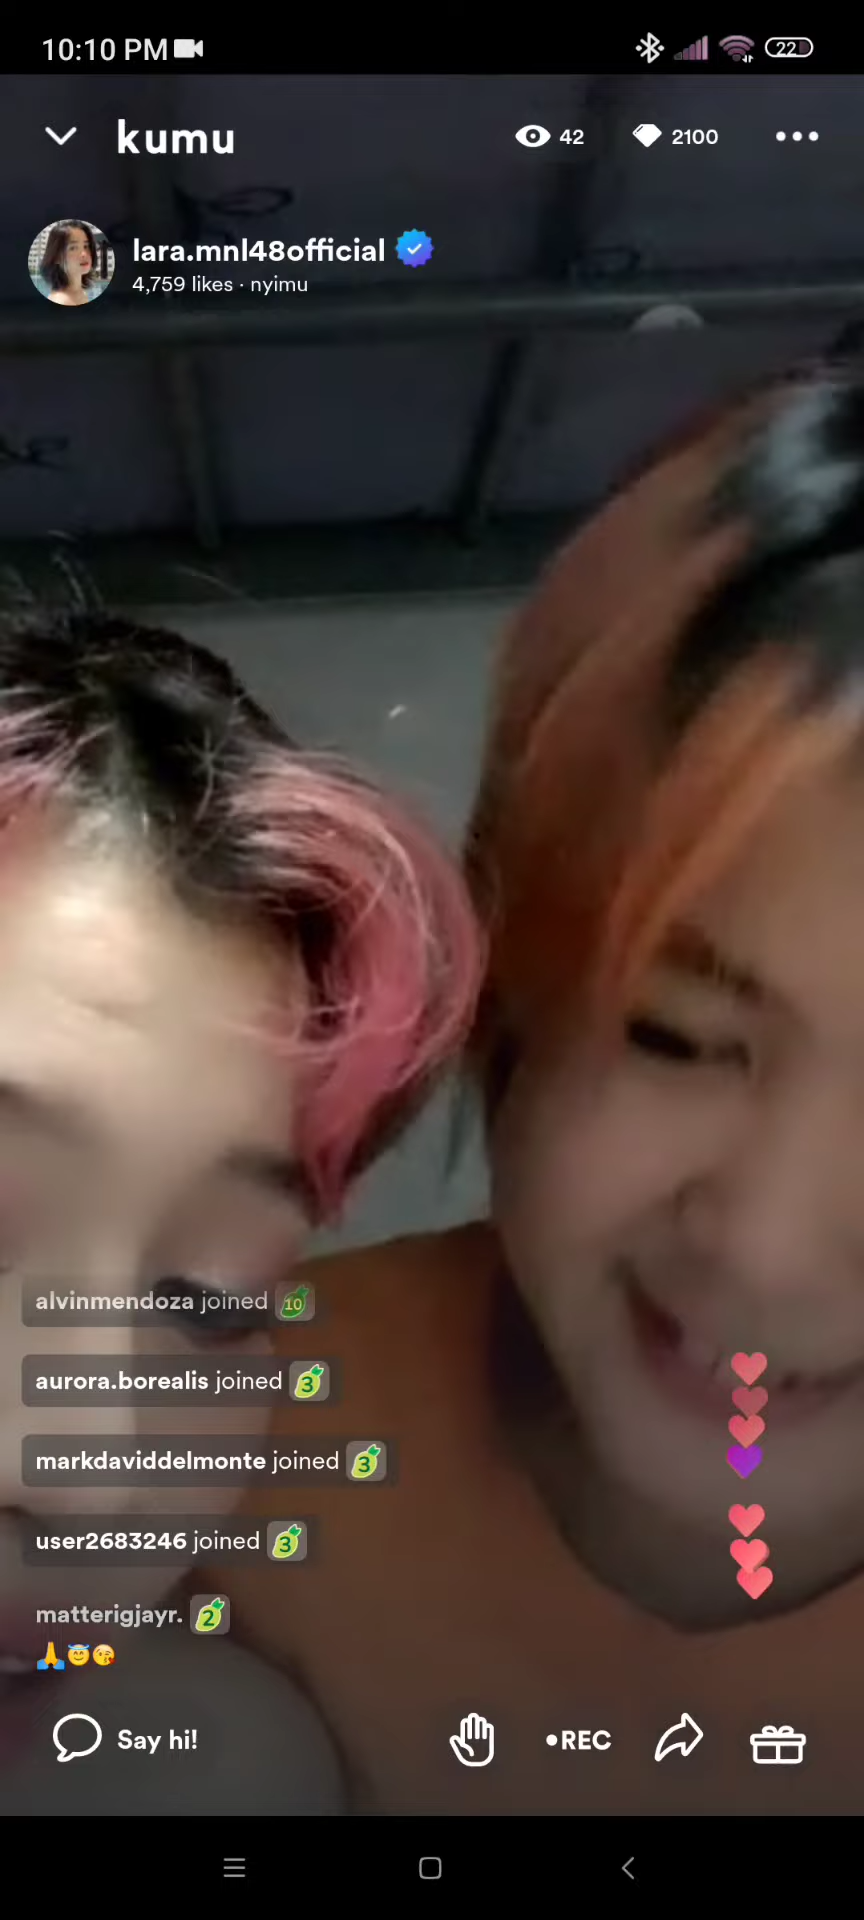 10:10 PM
22
kumu
42
2100
lara.mnl48official
4,759 likes · nyimu
alvinmendoza joined 10
aurora.borealis joined 3
markdaviddelmonte joined 3
user2683246 joined 3
matterigjayr. 2
🙏😇😘
Say hi!
•REC